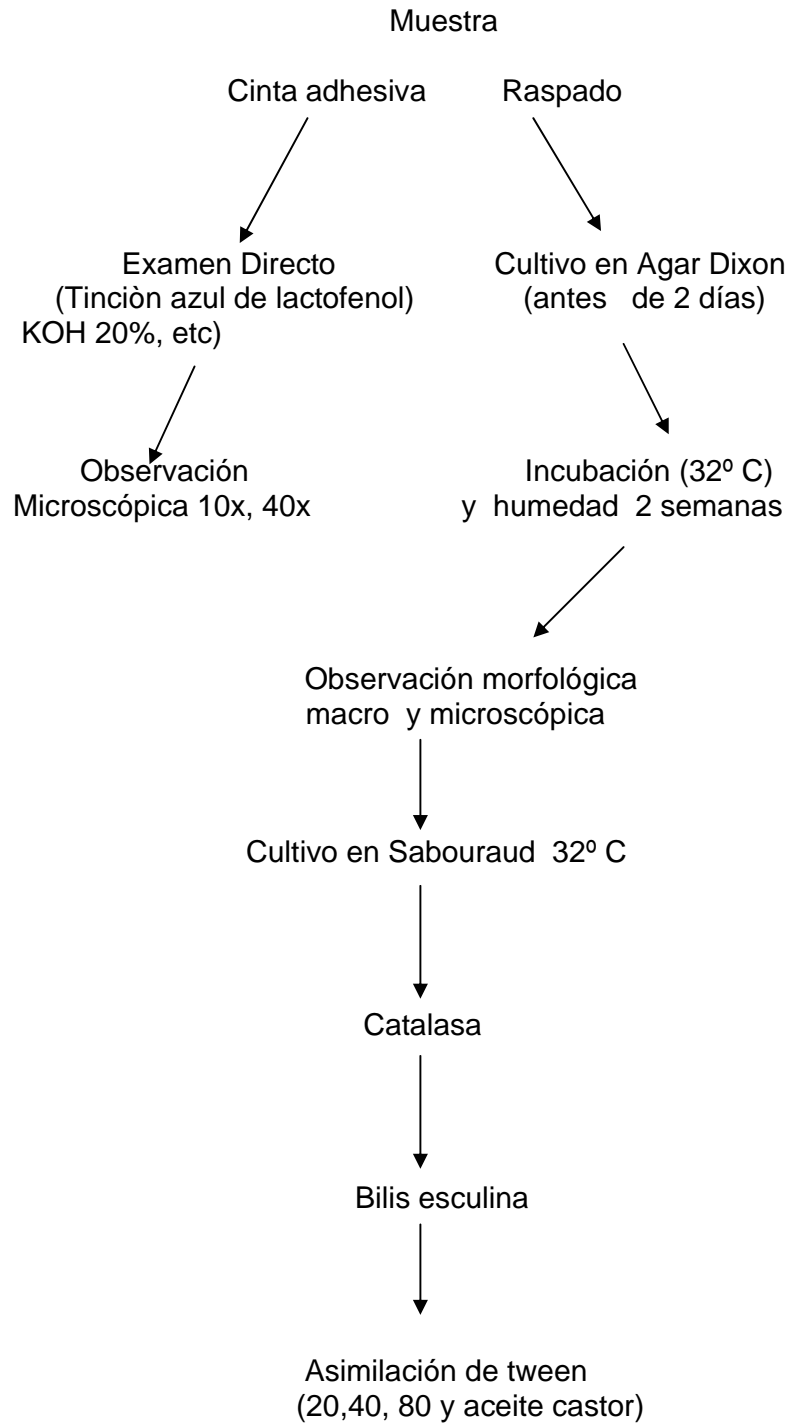 Muestra
Cinta adhesiva
Raspado
Examen Directo
(Tinciòn azul de lactofenol)
KOH 20%, etc)
Cultivo en Agar Dixon
(antes de 2 días)
Observación
Microscópica 10x, 40x
Incubación (32º C)
y humedad 2 semanas
Observación morfológica
macro y microscópica
Cultivo en Sabouraud 32º C
Catalasa
Bilis esculina
Asimilación de tween
(20,40, 80 y aceite castor)